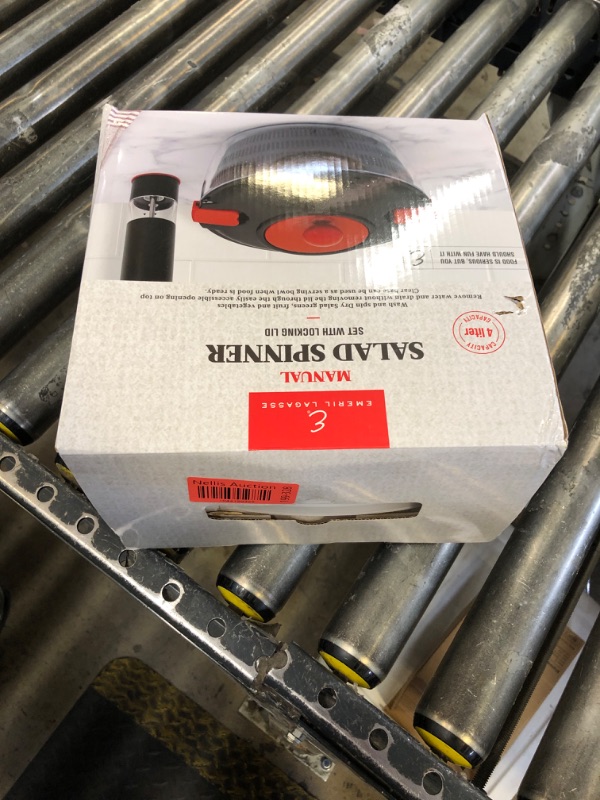 Ɛ
EMERIL LAGASSE
MANUAL
SALAD SPINNER
SET WITH LOCKING LID
CAPACITY
4 liter
CAPACITY
Wash and spin Dry Salad greens, fruit and vegetables
Remove water and drain without removing the lid through the easily accessible opening on top
Clear base can be used as a serving bowl when food is ready.
FOOD IS SERIOUS, BUT YOU
SHOULD HAVE FUN WITH IT
Nellis Auction